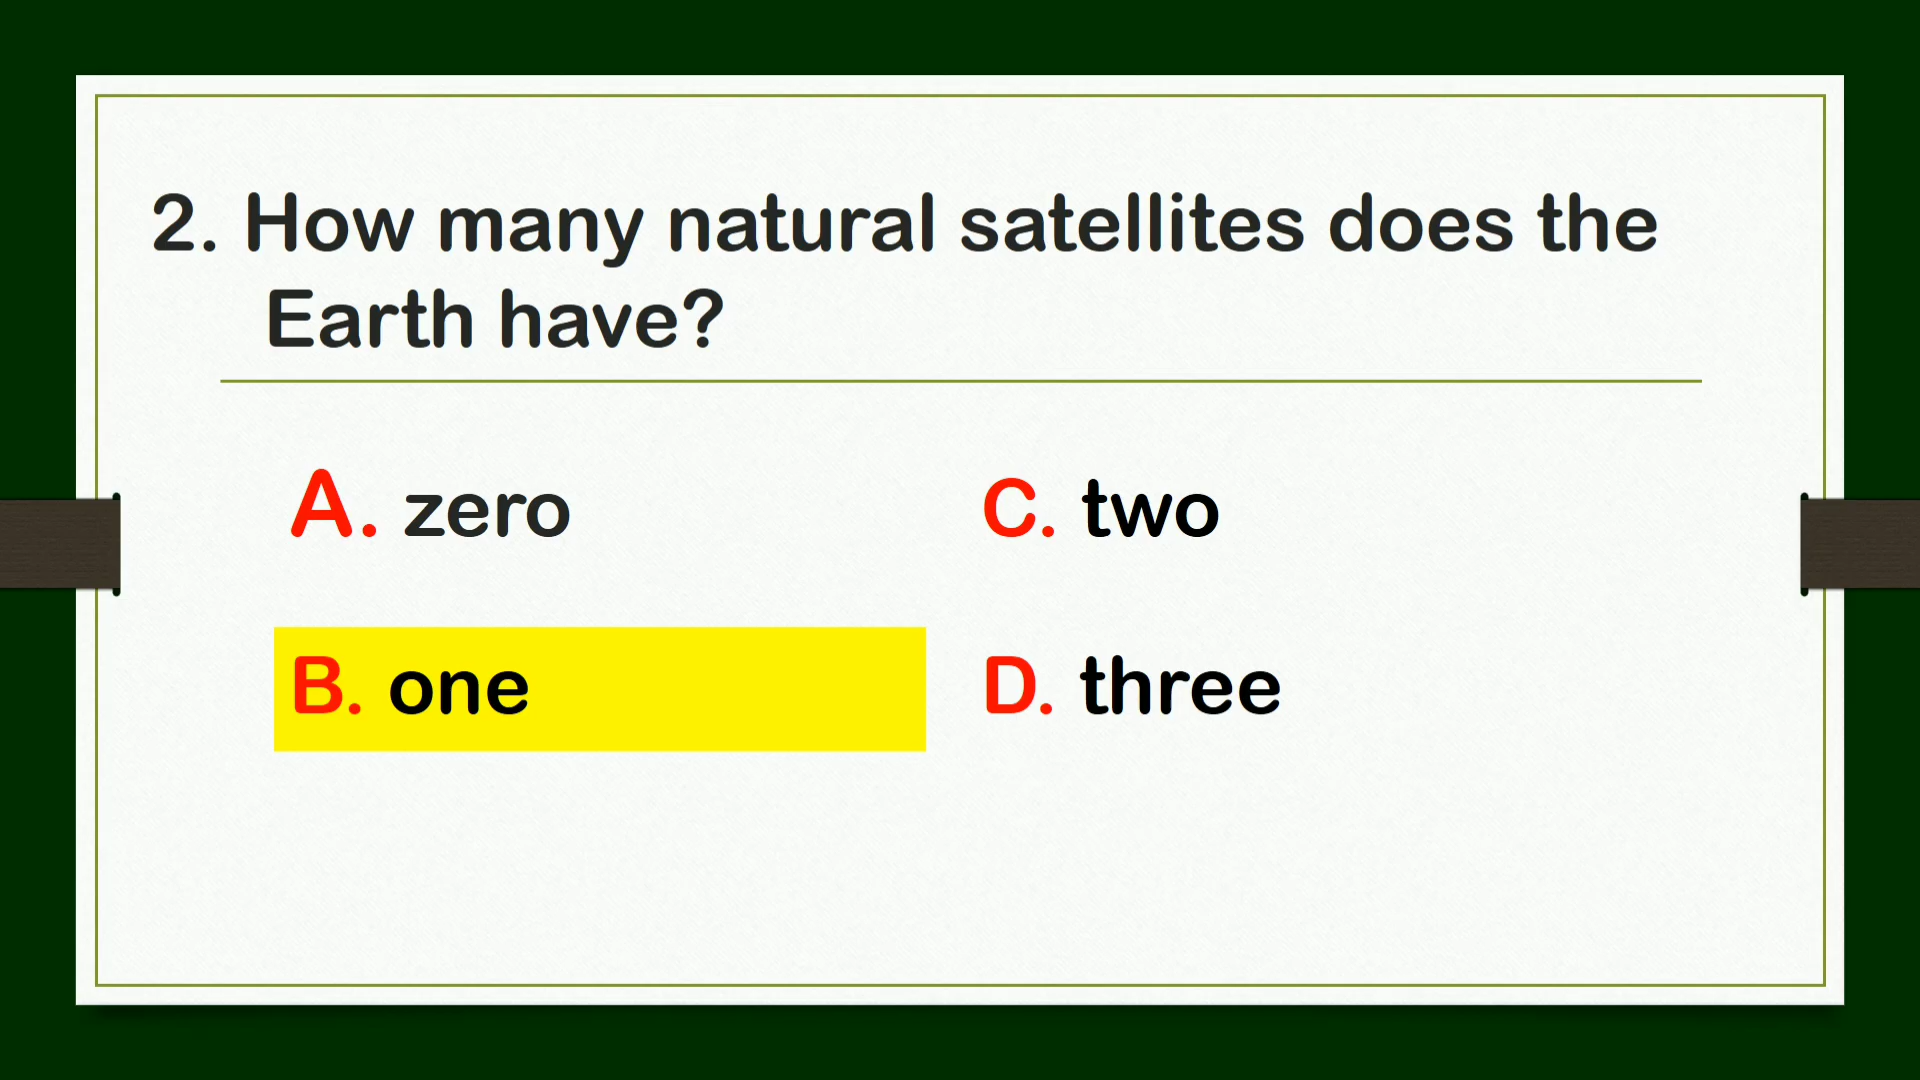 2. How many natural satellites does the
Earth have?
A. zero
B. one
C. two
D. three